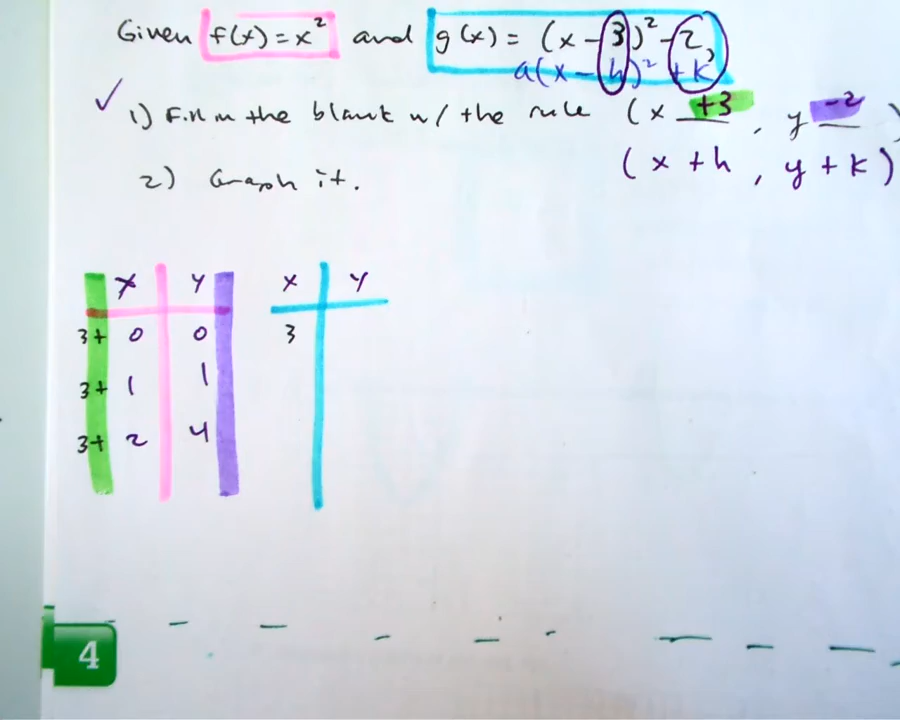 Given f(x) = x² and g(x) = (x - 3)² - 2,
a(x - h)² + k
✓ 1) Fill in the blank w/ the rule (x +3, y -2)
(x + h, y + k)
2) Graph it.
x y x y
3+ 0 0 3
3+ 1 1
3+ 2 4
4